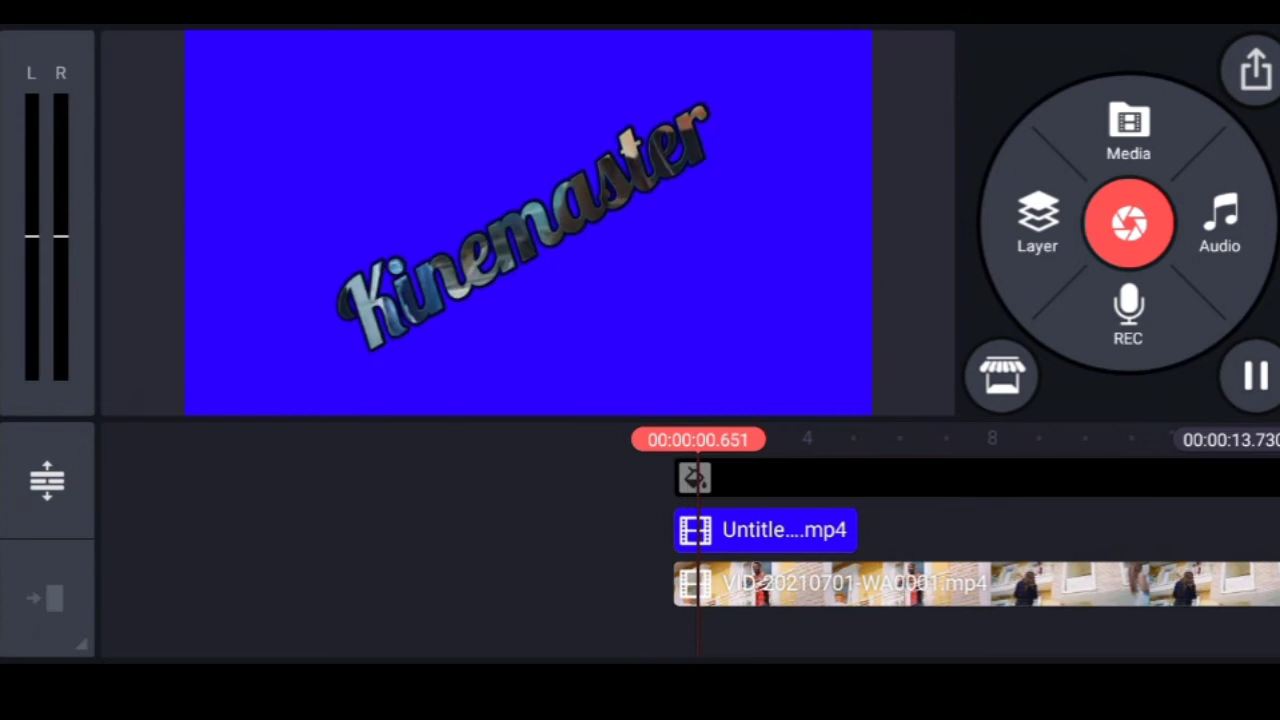 L R
Kinemaster
Media
Layer
Audio
REC
00:00:00.651
4
8
00:00:13.730
Untitle....mp4
VID-20210701-WA0001.mp4